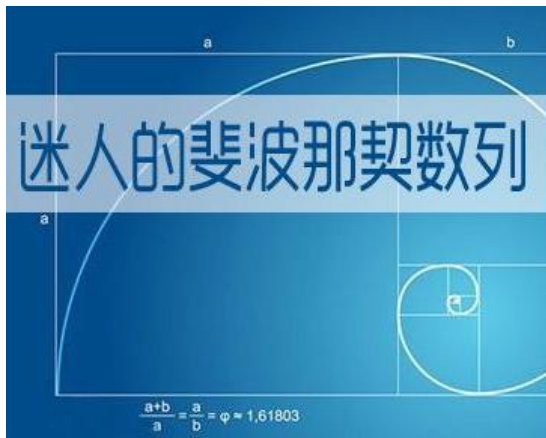 a b
迷人的斐波那契数列
a
a+b/a = a/b = φ ≈ 1,61803